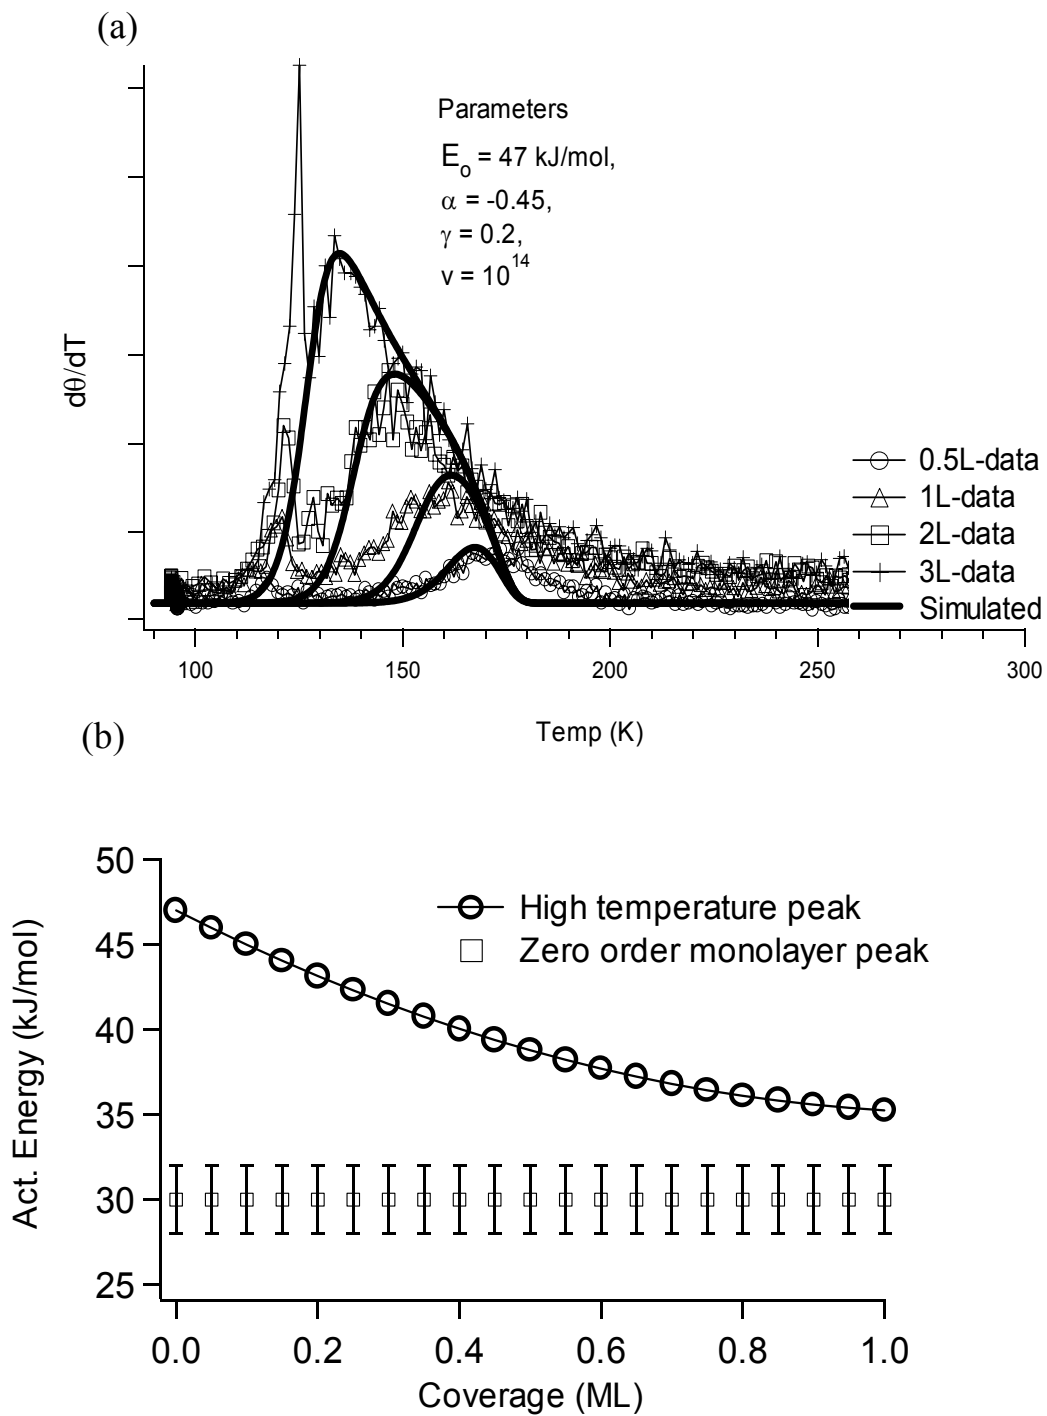 (a)
Parameters
Eo = 47 kJ/mol,
α = -0.45,
γ = 0.2,
v = 10^14
dθ/dT
0.5L-data
1L-data
2L-data
3L-data
Simulated
100 150 200 250 300
Temp (K)
(b)
50
45
40
35
30
25
Act. Energy (kJ/mol)
High temperature peak
Zero order monolayer peak
0.0 0.2 0.4 0.6 0.8 1.0
Coverage (ML)